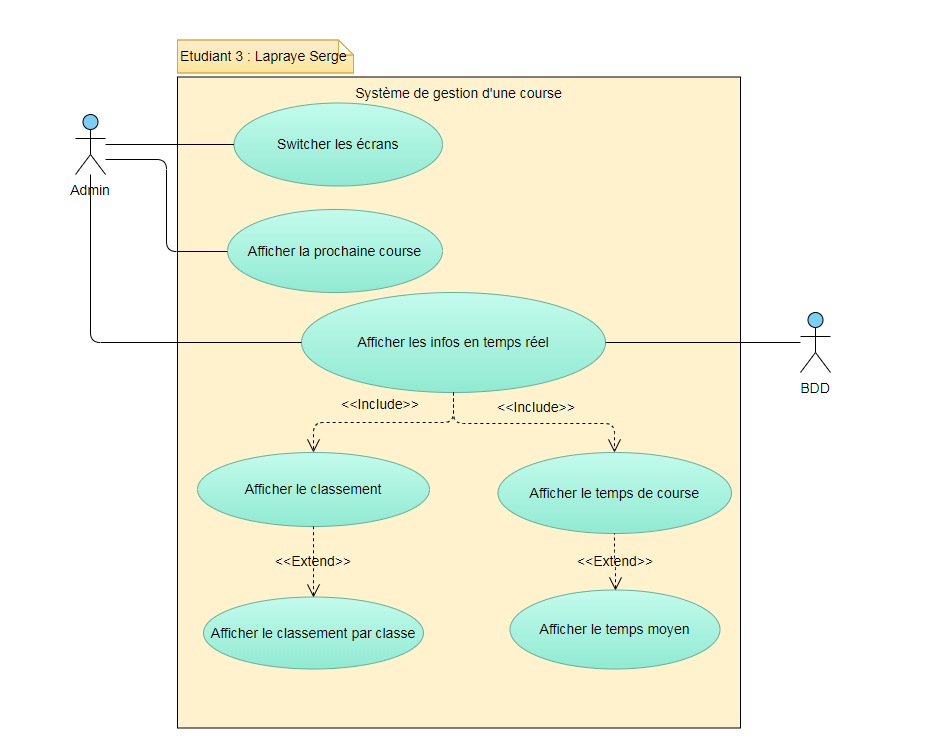 Etudiant 3 : Lapraye Serge
Système de gestion d'une course
Switcher les écrans
Admin
Afficher la prochaine course
Afficher les infos en temps réel
BDD
<<Include>>
<<Include>>
Afficher le classement
Afficher le temps de course
<<Extend>>
<<Extend>>
Afficher le classement par classe
Afficher le temps moyen